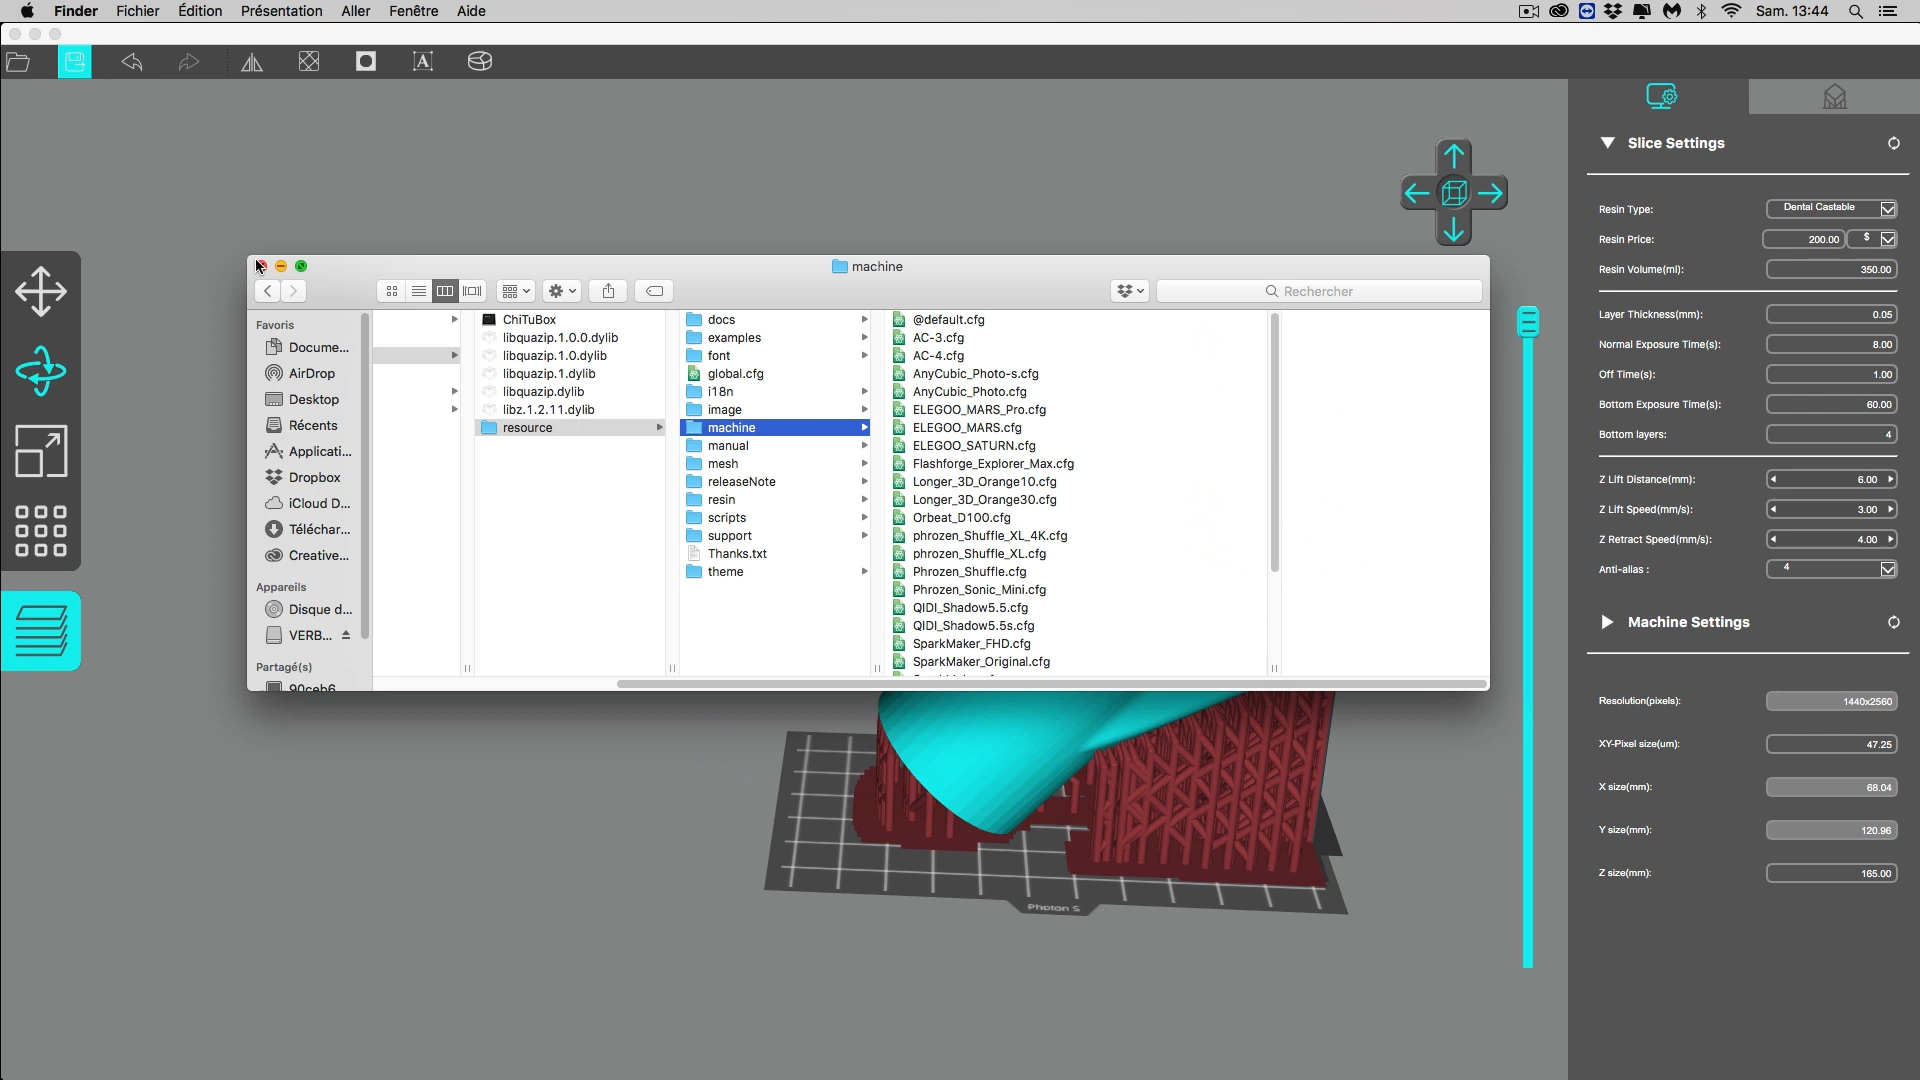 Finder Fichier Édition Présentation Aller Fenêtre Aide Sam. 13:44
machine
Rechercher
Favoris
Docume...
AirDrop
Desktop
Récents
Applicati...
Dropbox
iCloud D...
Téléchar...
Creative...
Appareils
Disque d...
VERB...
Partagé(s)
90ceb6
ChiTuBox
libquazip.1.0.0.dylib
libquazip.1.0.dylib
libquazip.1.dylib
libquazip.dylib
libz.1.2.11.dylib
resource
docs
examples
font
global.cfg
i18n
image
machine
manual
mesh
releaseNote
resin
scripts
support
Thanks.txt
theme
@default.cfg
AC-3.cfg
AC-4.cfg
AnyCubic_Photo-s.cfg
AnyCubic_Photo.cfg
ELEGOO_MARS_Pro.cfg
ELEGOO_MARS.cfg
ELEGOO_SATURN.cfg
Flashforge_Explorer_Max.cfg
Longer_3D_Orange10.cfg
Longer_3D_Orange30.cfg
Orbeat_D100.cfg
phrozen_Shuffle_XL_4K.cfg
phrozen_Shuffle_XL.cfg
Phrozen_Shuffle.cfg
Phrozen_Sonic_Mini.cfg
QIDI_Shadow5.5.cfg
QIDI_Shadow5.5s.cfg
SparkMaker_FHD.cfg
SparkMaker_Original.cfg
Photon S
Slice Settings
Resin Type: Dental Castable
Resin Price: 200.00 $
Resin Volume(ml): 350.00
Layer Thickness(mm): 0.05
Normal Exposure Time(s): 8.00
Off Time(s): 1.00
Bottom Exposure Time(s): 60.00
Bottom layers: 4
Z Lift Distance(mm): 6.00
Z Lift Speed(mm/s): 3.00
Z Retract Speed(mm/s): 4.00
Anti-alias : 4
Machine Settings
Resolution(pixels): 1440x2560
XY-Pixel size(um): 47.25
X size(mm): 68.04
Y size(mm): 120.96
Z size(mm): 165.00